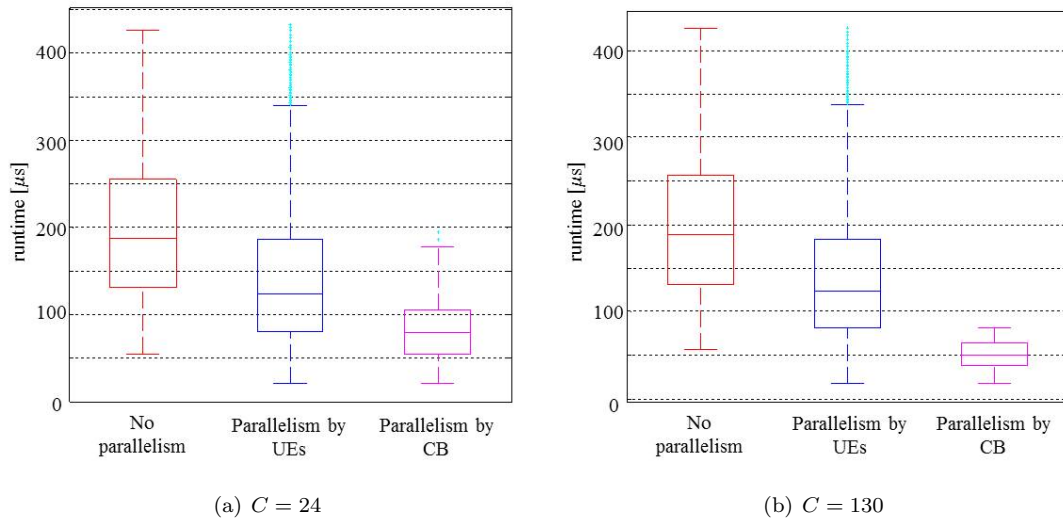 400
300
200
100
0
runtime [μs]
No parallelism
Parallelism by UEs
Parallelism by CB
(a) C = 24
400
300
200
100
0
runtime [μs]
No parallelism
Parallelism by UEs
Parallelism by CB
(b) C = 130